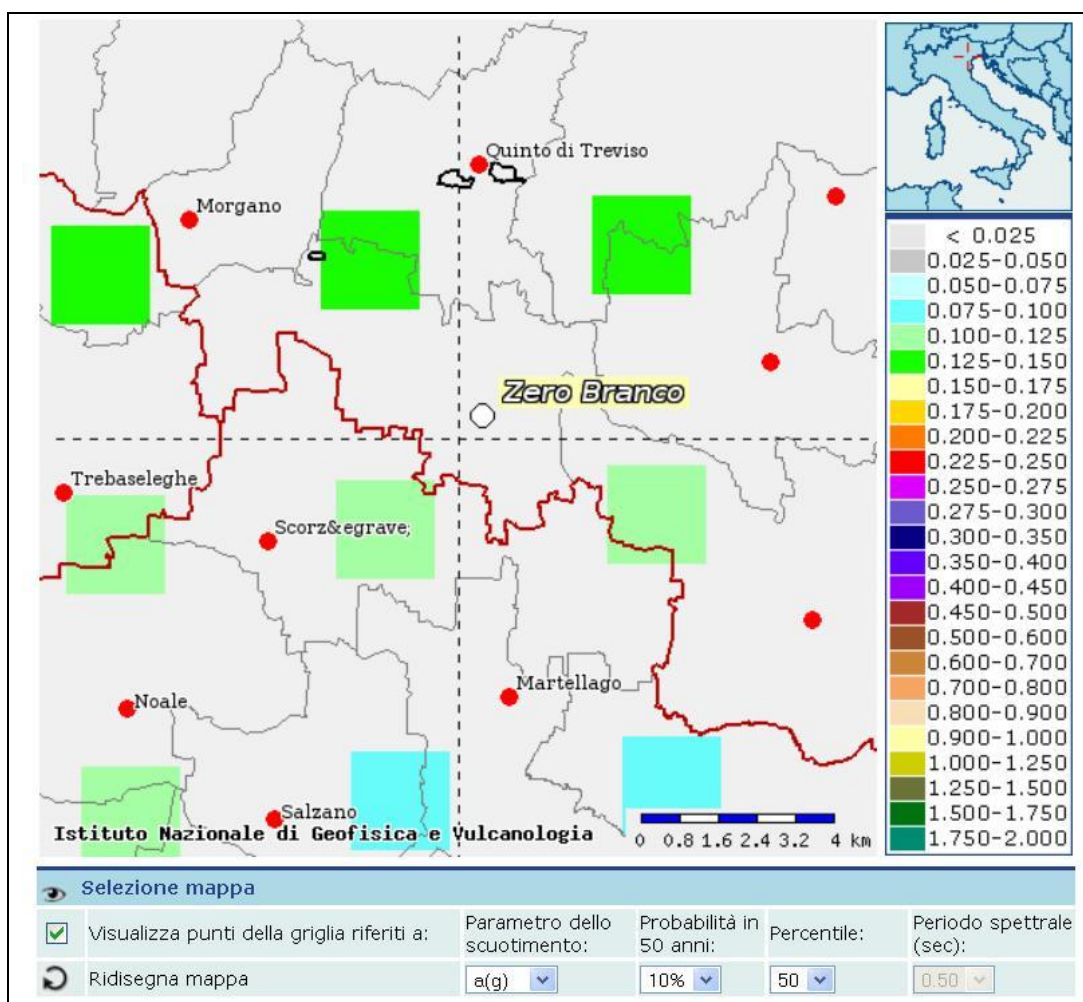 Quinto di Treviso
Morgano
Zero Branco
Trebaseleghe
Scorz&egrave;
Martellago
Noale
Salzano
Istituto Nazionale di Geofisica e Vulcanologia
0 0.8 1.6 2.4 3.2 4 km
< 0.025
0.025-0.050
0.050-0.075
0.075-0.100
0.100-0.125
0.125-0.150
0.150-0.175
0.175-0.200
0.200-0.225
0.225-0.250
0.250-0.275
0.275-0.300
0.300-0.350
0.350-0.400
0.400-0.450
0.450-0.500
0.500-0.600
0.600-0.700
0.700-0.800
0.800-0.900
0.900-1.000
1.000-1.250
1.250-1.500
1.500-1.750
1.750-2.000
Selezione mappa
Visualizza punti della griglia riferiti a:
Parametro dello
scuotimento:
Probabilità in
50 anni:
Percentile:
Periodo spettrale
(sec):
Ridisegna mappa
a(g)
10%
50
0.50